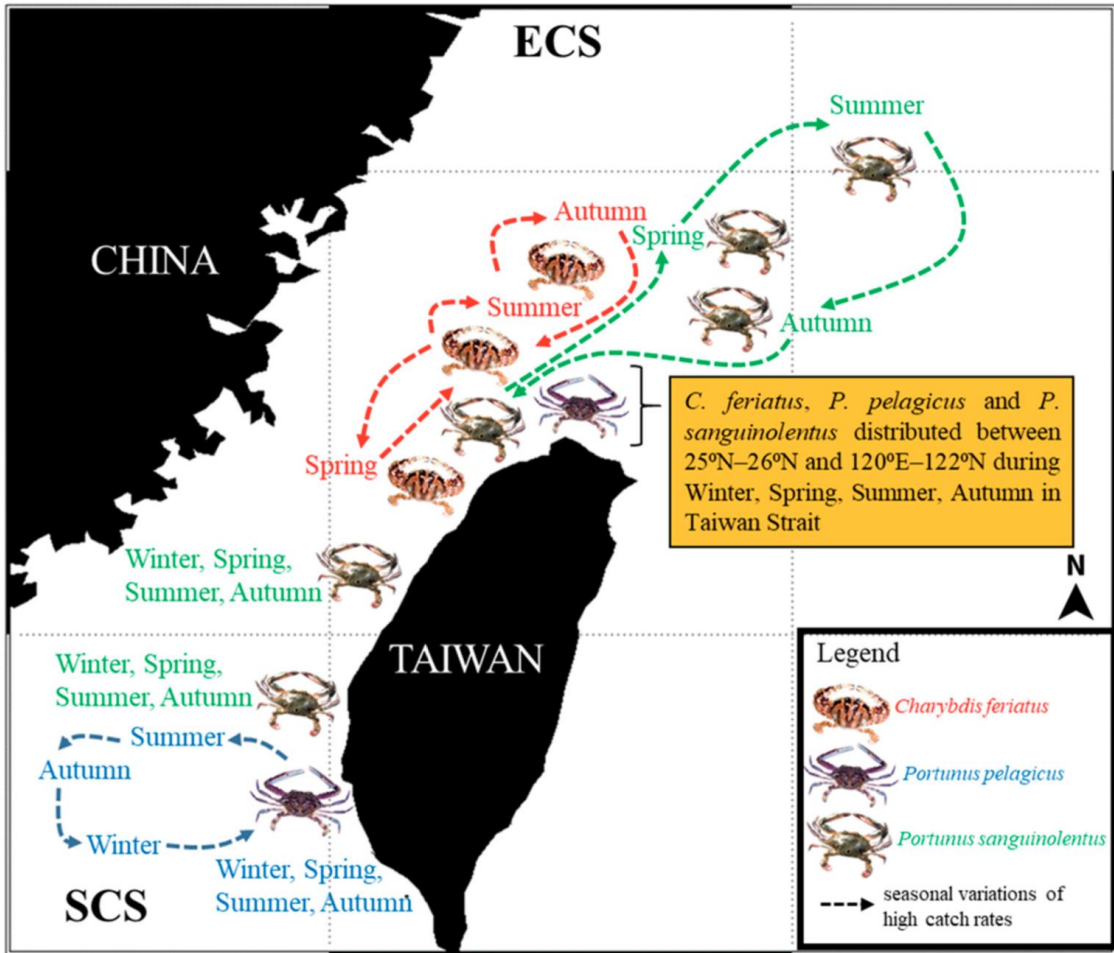 ECS
Summer
Autumn
Spring
CHINA
Summer
Autumn
C. feriatus, P. pelagicus and P.
sanguinolentus distributed between
25ºN–26ºN and 120ºE–122ºN during
Winter, Spring, Summer, Autumn in
Taiwan Strait
Spring
Winter, Spring,
Summer, Autumn
N
TAIWAN
Winter, Spring,
Summer, Autumn
Summer
Autumn
Winter
Winter, Spring,
Summer, Autumn
SCS
Legend
Charybdis feriatus
Portunus pelagicus
Portunus sanguinolentus
seasonal variations of
high catch rates